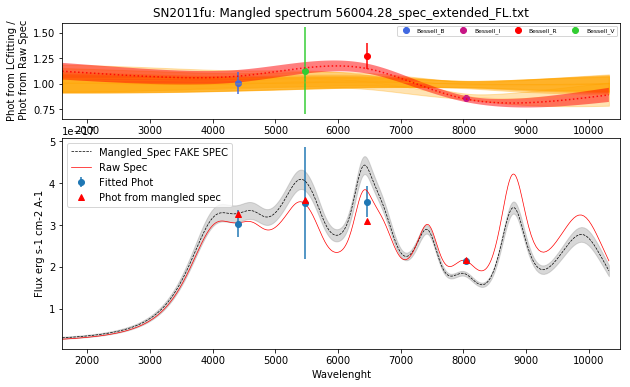 SN2011fu: Mangled spectrum 56004.28_spec_extended_FL.txt
Phot from LCfitting /
Phot from Raw Spec
1.50
1.25
1.00
0.75
Bessell_B
Bessell_I
Bessell_R
Bessell_V
2000 3000 4000 5000 6000 7000 8000 9000 10000
1e−17
Flux erg s-1 cm-2 A-1
5
4
3
2
1
Mangled_Spec FAKE SPEC
Raw Spec
Fitted Phot
Phot from mangled spec
2000 3000 4000 5000 6000 7000 8000 9000 10000
Wavelenght